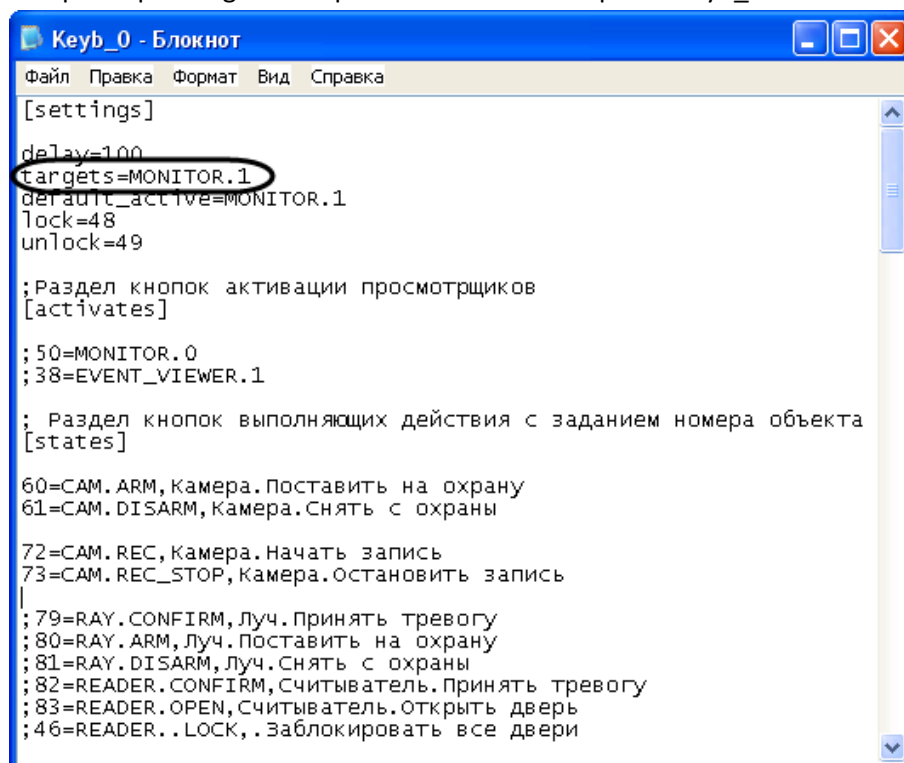 Keyb_0 - Блокнот
Файл Правка Формат Вид Справка
[settings]
delay=100
targets=MONITOR.1
default_active=MONITOR.1
lock=48
unlock=49
;Раздел кнопок активации просмотрщиков
[activates]
;50=MONITOR.0
;38=EVENT_VIEWER.1
; Раздел кнопок выполняющих действия с заданием номера объекта
[states]
60=CAM.ARM,Камера.Поставить на охрану
61=CAM.DISARM,Камера.Снять с охраны
72=CAM.REC,Камера.Начать запись
73=CAM.REC_STOP,Камера.Остановить запись
;79=RAY.CONFIRM,Луч.Принять тревогу
;80=RAY.ARM,Луч.Поставить на охрану
;81=RAY.DISARM,Луч.Снять с охраны
;82=READER.CONFIRM,Считыватель.Принять тревогу
;83=READER.OPEN,Считыватель.Открыть дверь
;46=READER..LOCK,.Заблокировать все двери